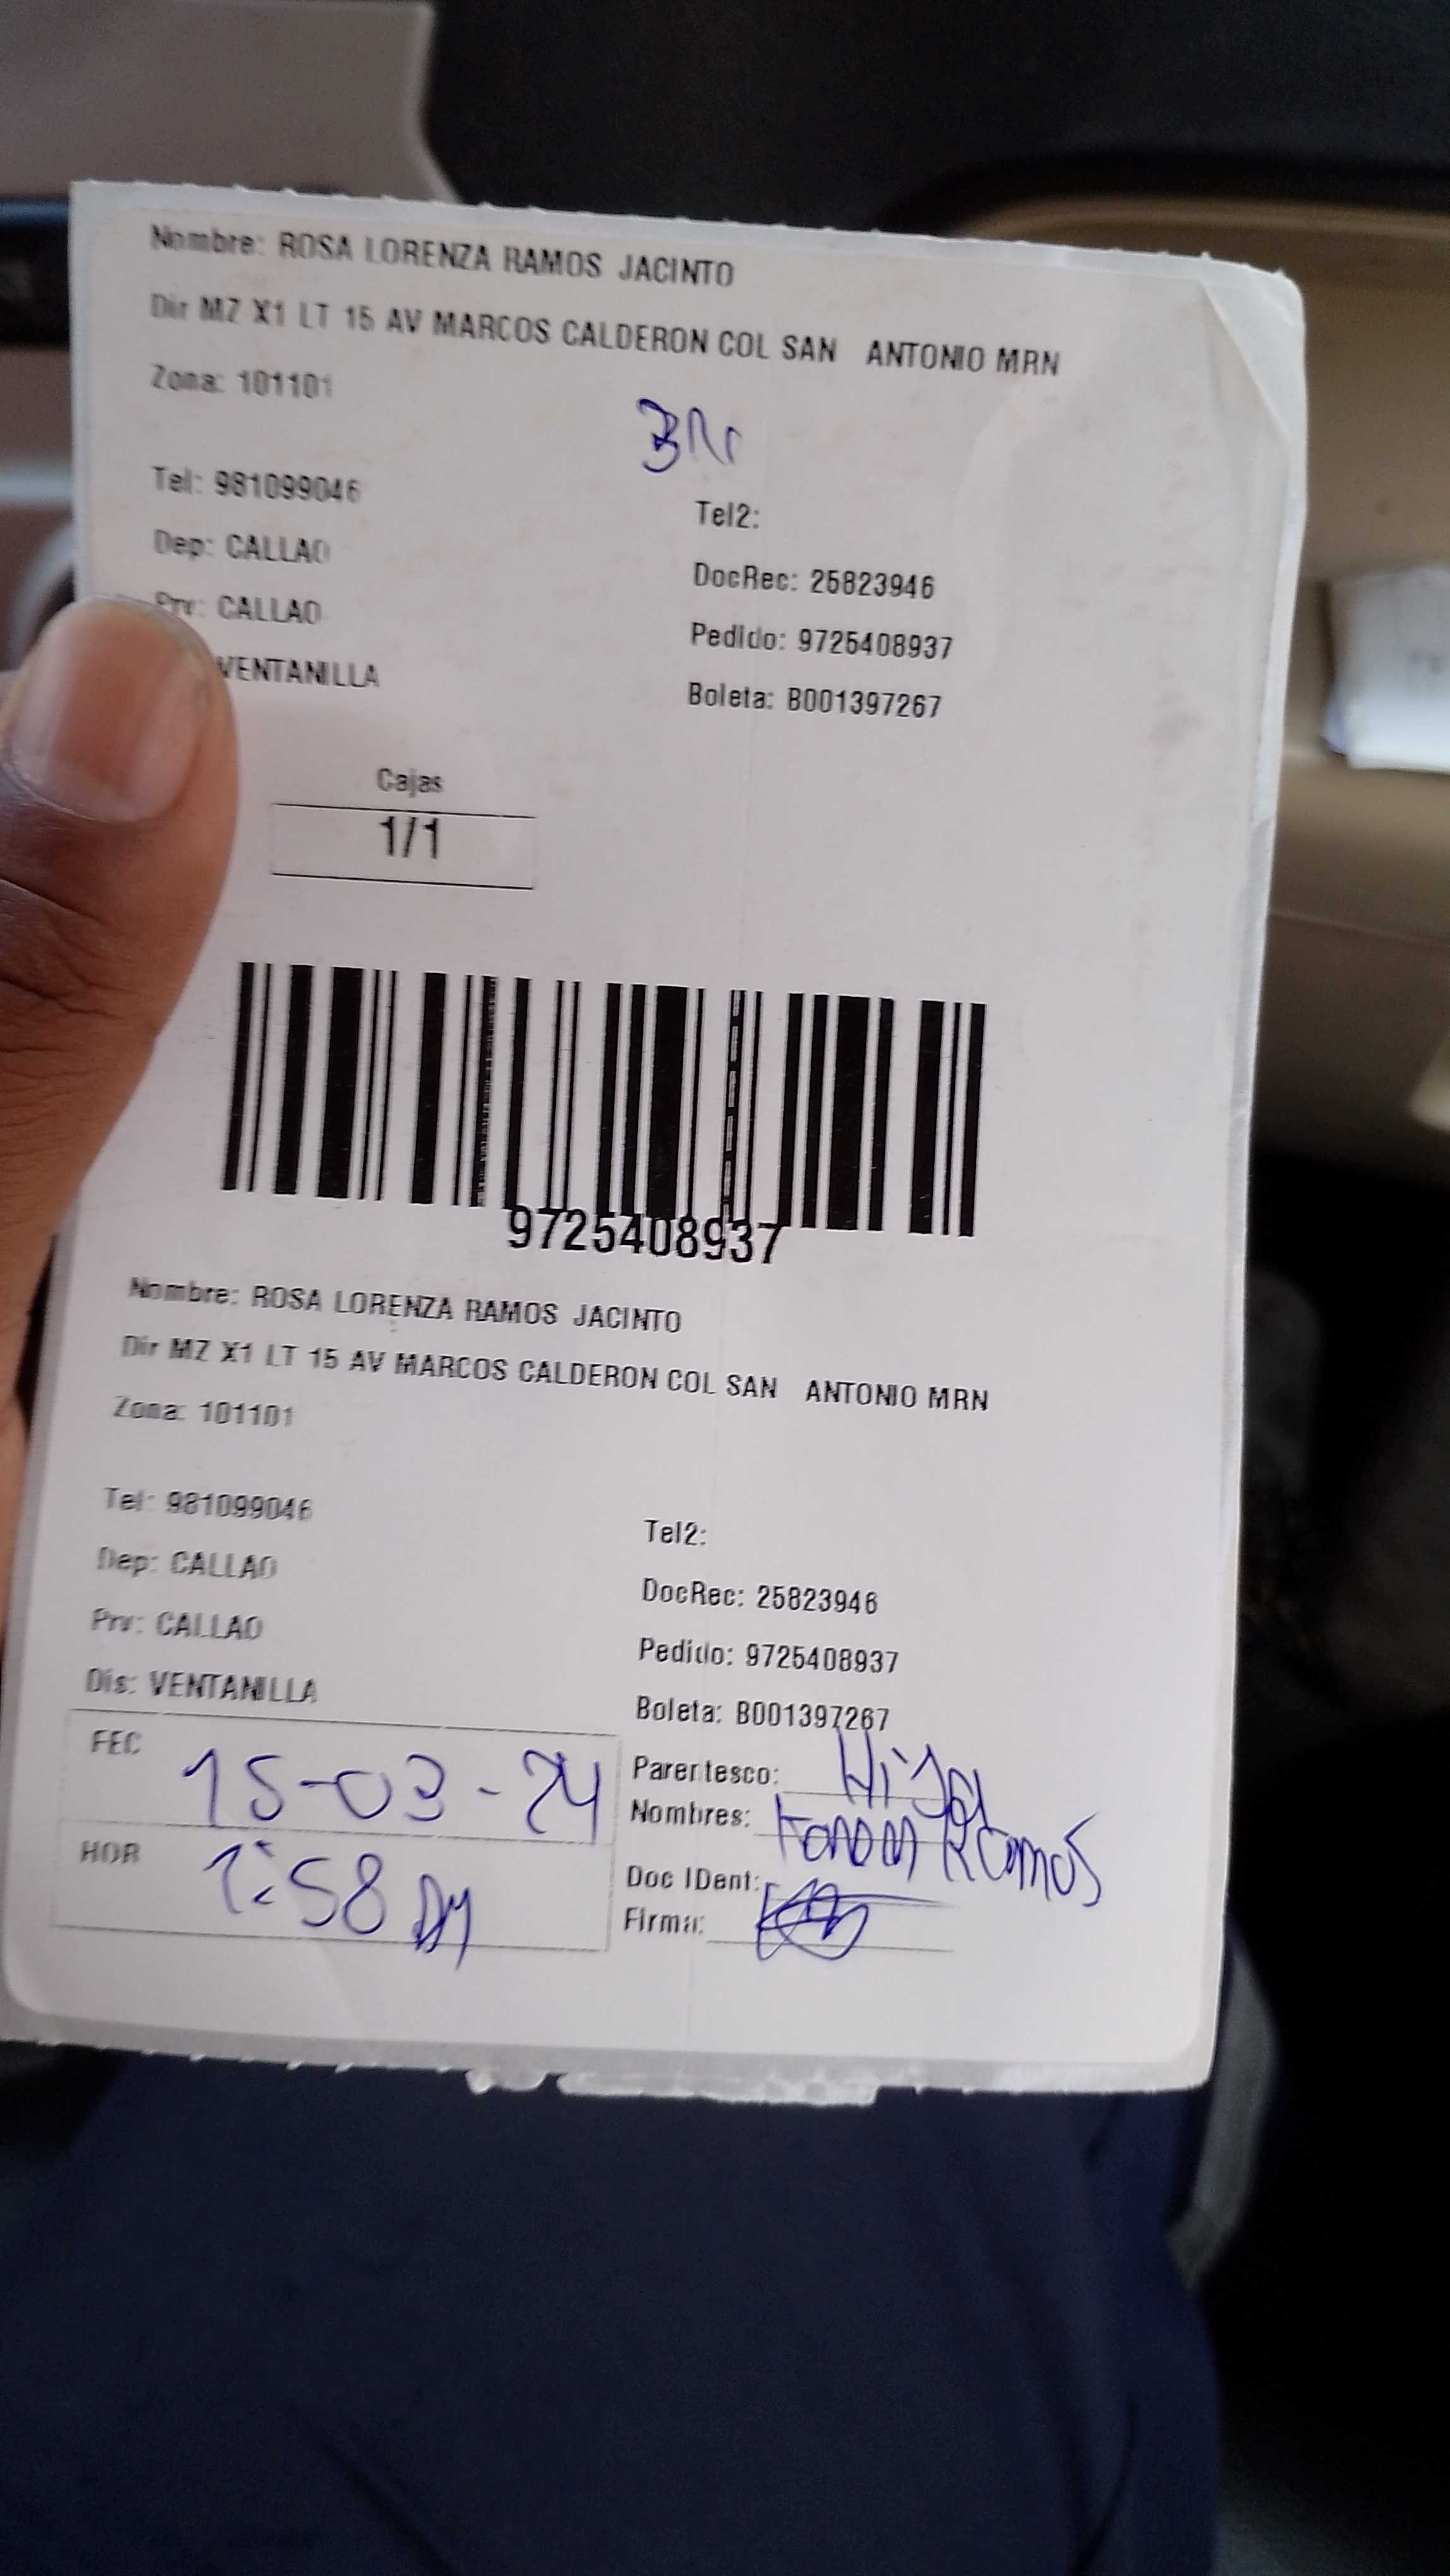 Nombre: ROSA LORENZA RAMOS JACINTO
Dir MZ X1 LT 15 AV MARCOS CALDERON COL SAN ANTONIO MRN
Zona: 101101
Tel: 981099046
Tel2:
Dep: CALLAO
DocRec: 25823946
Prv: CALLAO
Pedido: 9725408937
VENTANILLA
Boleta: B001397267
Cajas
1/1
9725408937
Nombre: ROSA LORENZA RAMOS JACINTO
Dir MZ X1 LT 15 AV MARCOS CALDERON COL SAN ANTONIO MRN
Zona: 101101
Tel: 981099046
Tel2:
Dep: CALLAO
DocRec: 25823946
Prv: CALLAO
Pedido: 9725408937
Dis: VENTANILLA
Boleta: B001397267
FEC 15-03-24
Parentesco: Hija
Nombres: Ramos
HOR 1:58
Doc IDent:
Firma: